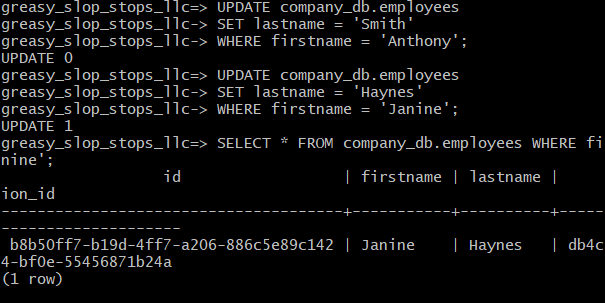 greasy_slop_stops_llc=> UPDATE company_db.employees
greasy_slop_stops_llc-> SET lastname = 'Smith'
greasy_slop_stops_llc-> WHERE firstname = 'Anthony';
UPDATE 0
greasy_slop_stops_llc=> UPDATE company_db.employees
greasy_slop_stops_llc-> SET lastname = 'Haynes'
greasy_slop_stops_llc-> WHERE firstname = 'Janine';
UPDATE 1
greasy_slop_stops_llc=> SELECT * FROM company_db.employees WHERE fi
nine';
                  id                  | firstname | lastname |
ion_id
--------------------------------------+-----------+----------+-----
--------------------
 b8b50ff7-b19d-4ff7-a206-886c5e89c142 | Janine    | Haynes   | db4c
4-bf0e-55456871b24a
(1 row)